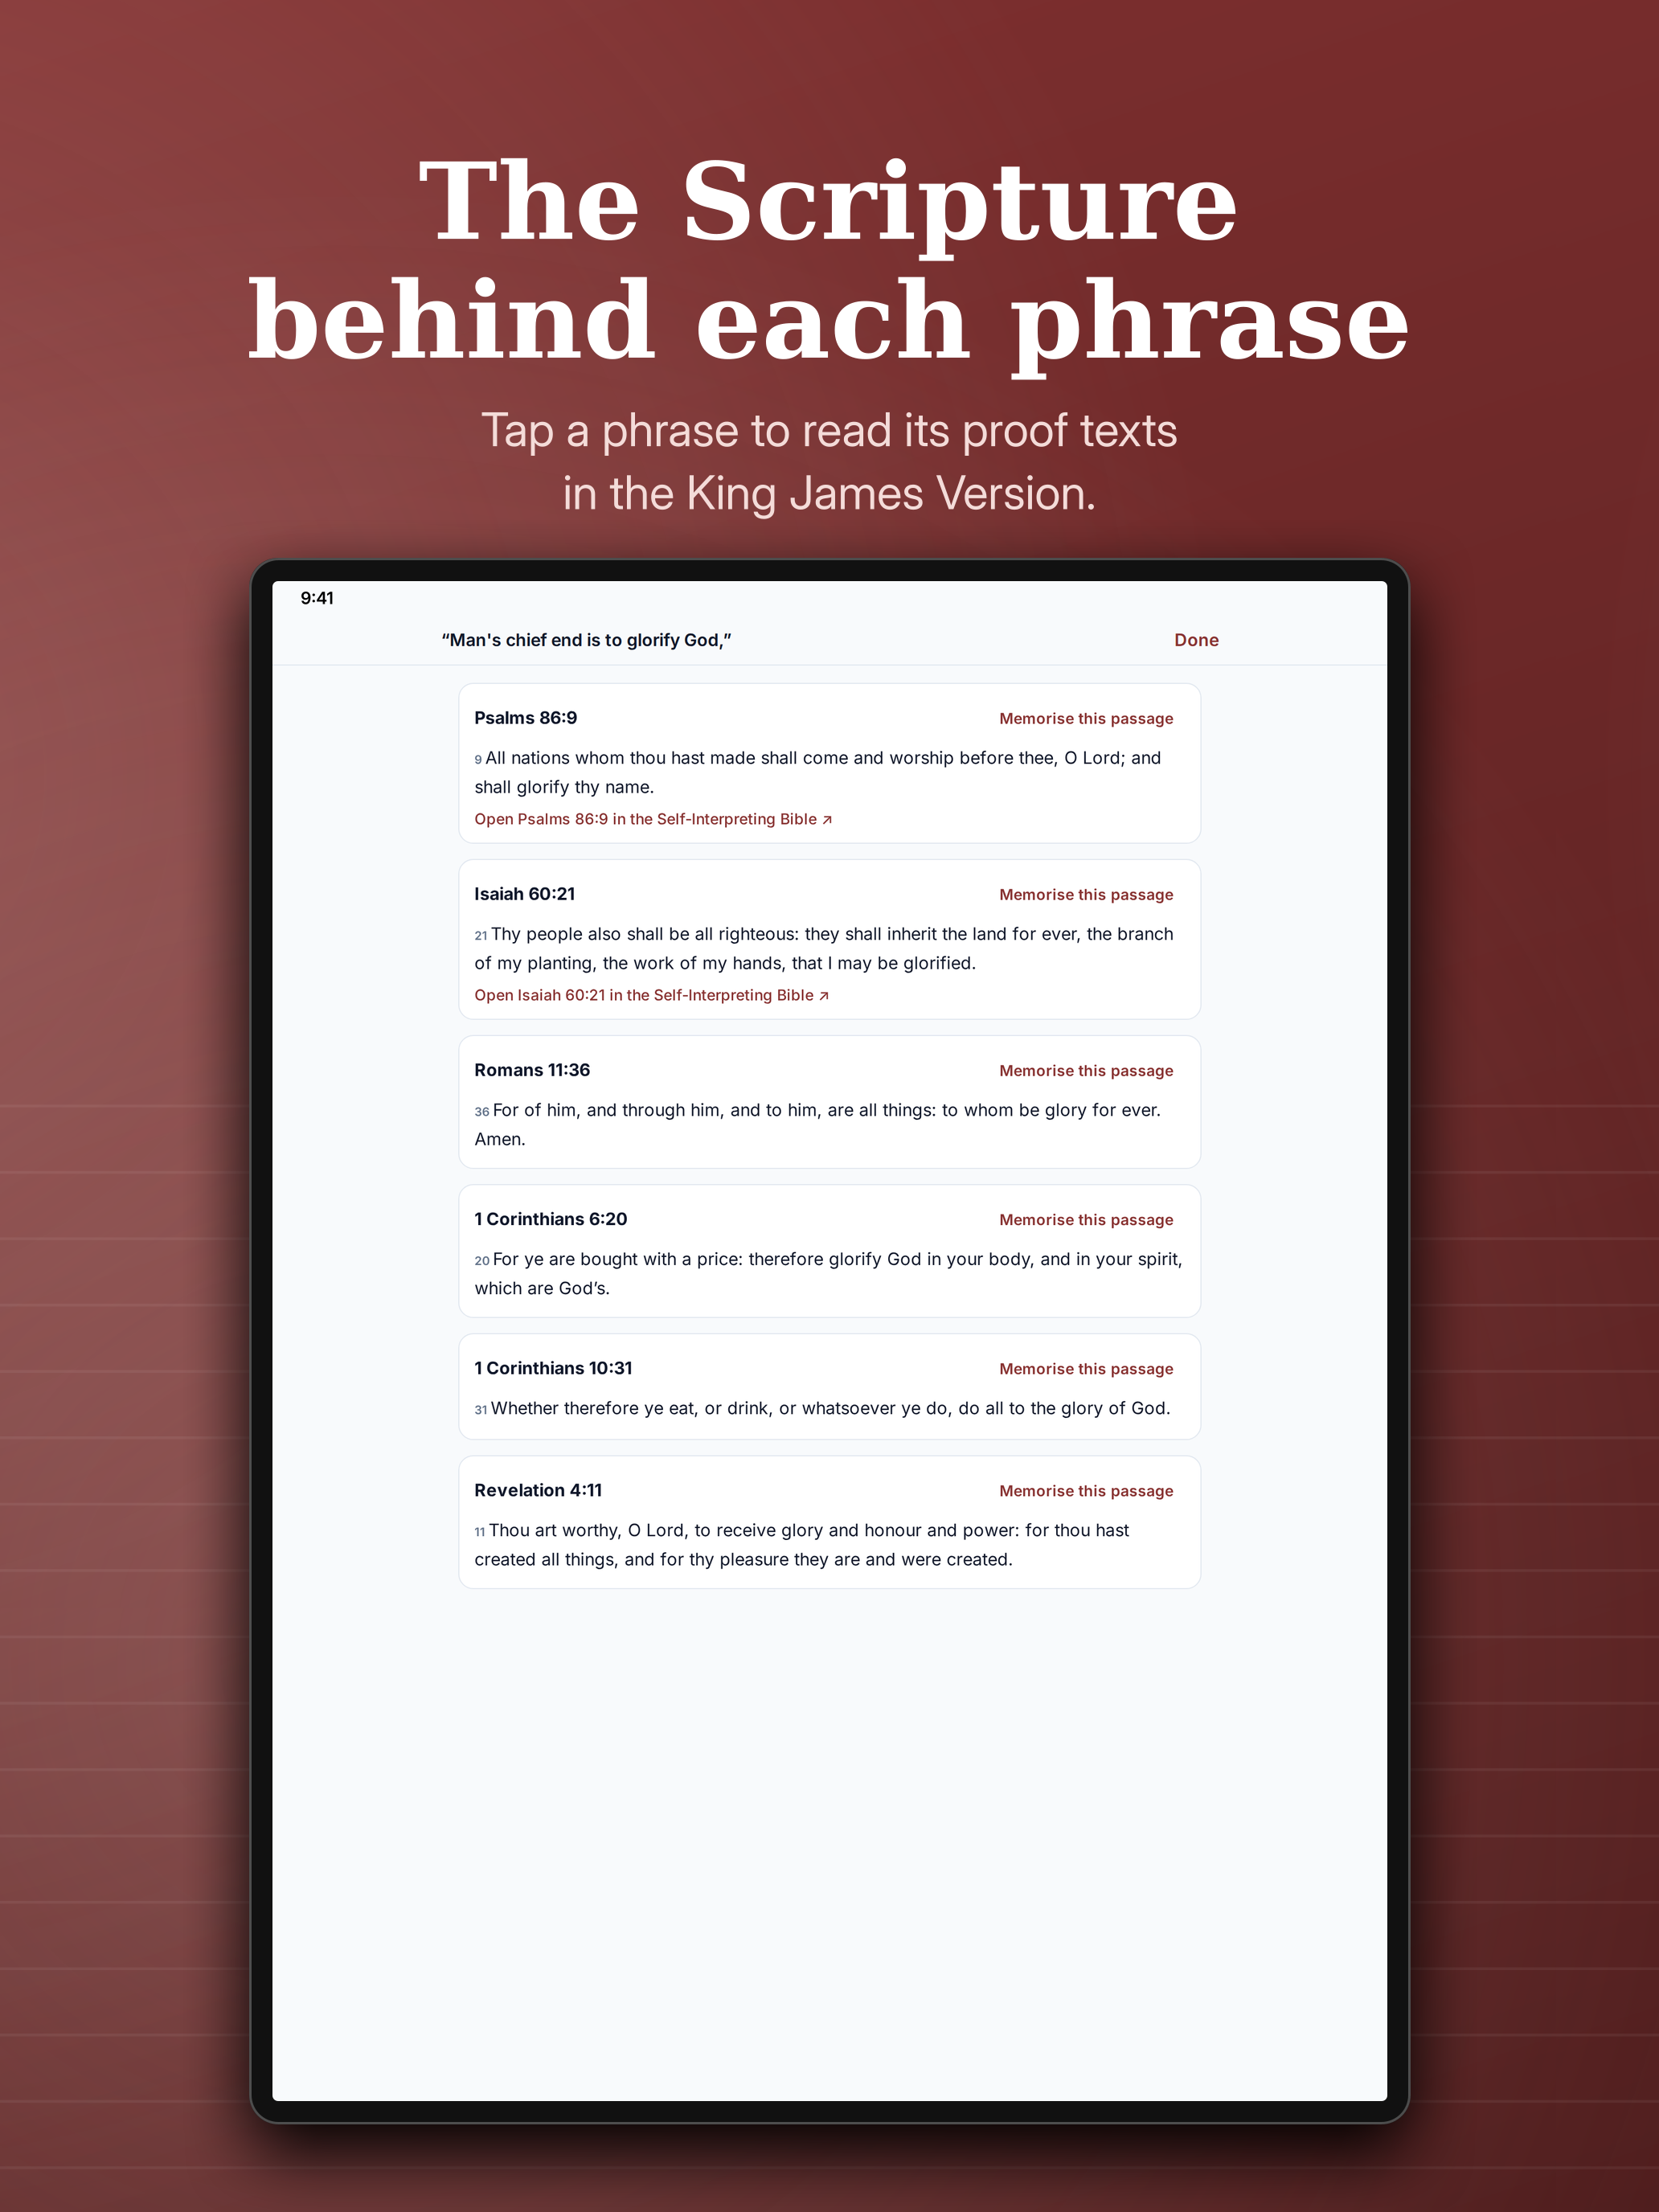 The Scripture
behind each phrase
Tap a phrase to read its proof texts
in the King James Version.
9:41
“Man's chief end is to glorify God,”
Done
Psalms 86:9
Memorise this passage
9 All nations whom thou hast made shall come and worship before thee, O Lord; and
shall glorify thy name.
Open Psalms 86:9 in the Self-Interpreting Bible ↗
Isaiah 60:21
Memorise this passage
21 Thy people also shall be all righteous: they shall inherit the land for ever, the branch
of my planting, the work of my hands, that I may be glorified.
Open Isaiah 60:21 in the Self-Interpreting Bible ↗
Romans 11:36
Memorise this passage
36 For of him, and through him, and to him, are all things: to whom be glory for ever.
Amen.
1 Corinthians 6:20
Memorise this passage
20 For ye are bought with a price: therefore glorify God in your body, and in your spirit,
which are God’s.
1 Corinthians 10:31
Memorise this passage
31 Whether therefore ye eat, or drink, or whatsoever ye do, do all to the glory of God.
Revelation 4:11
Memorise this passage
11 Thou art worthy, O Lord, to receive glory and honour and power: for thou hast
created all things, and for thy pleasure they are and were created.